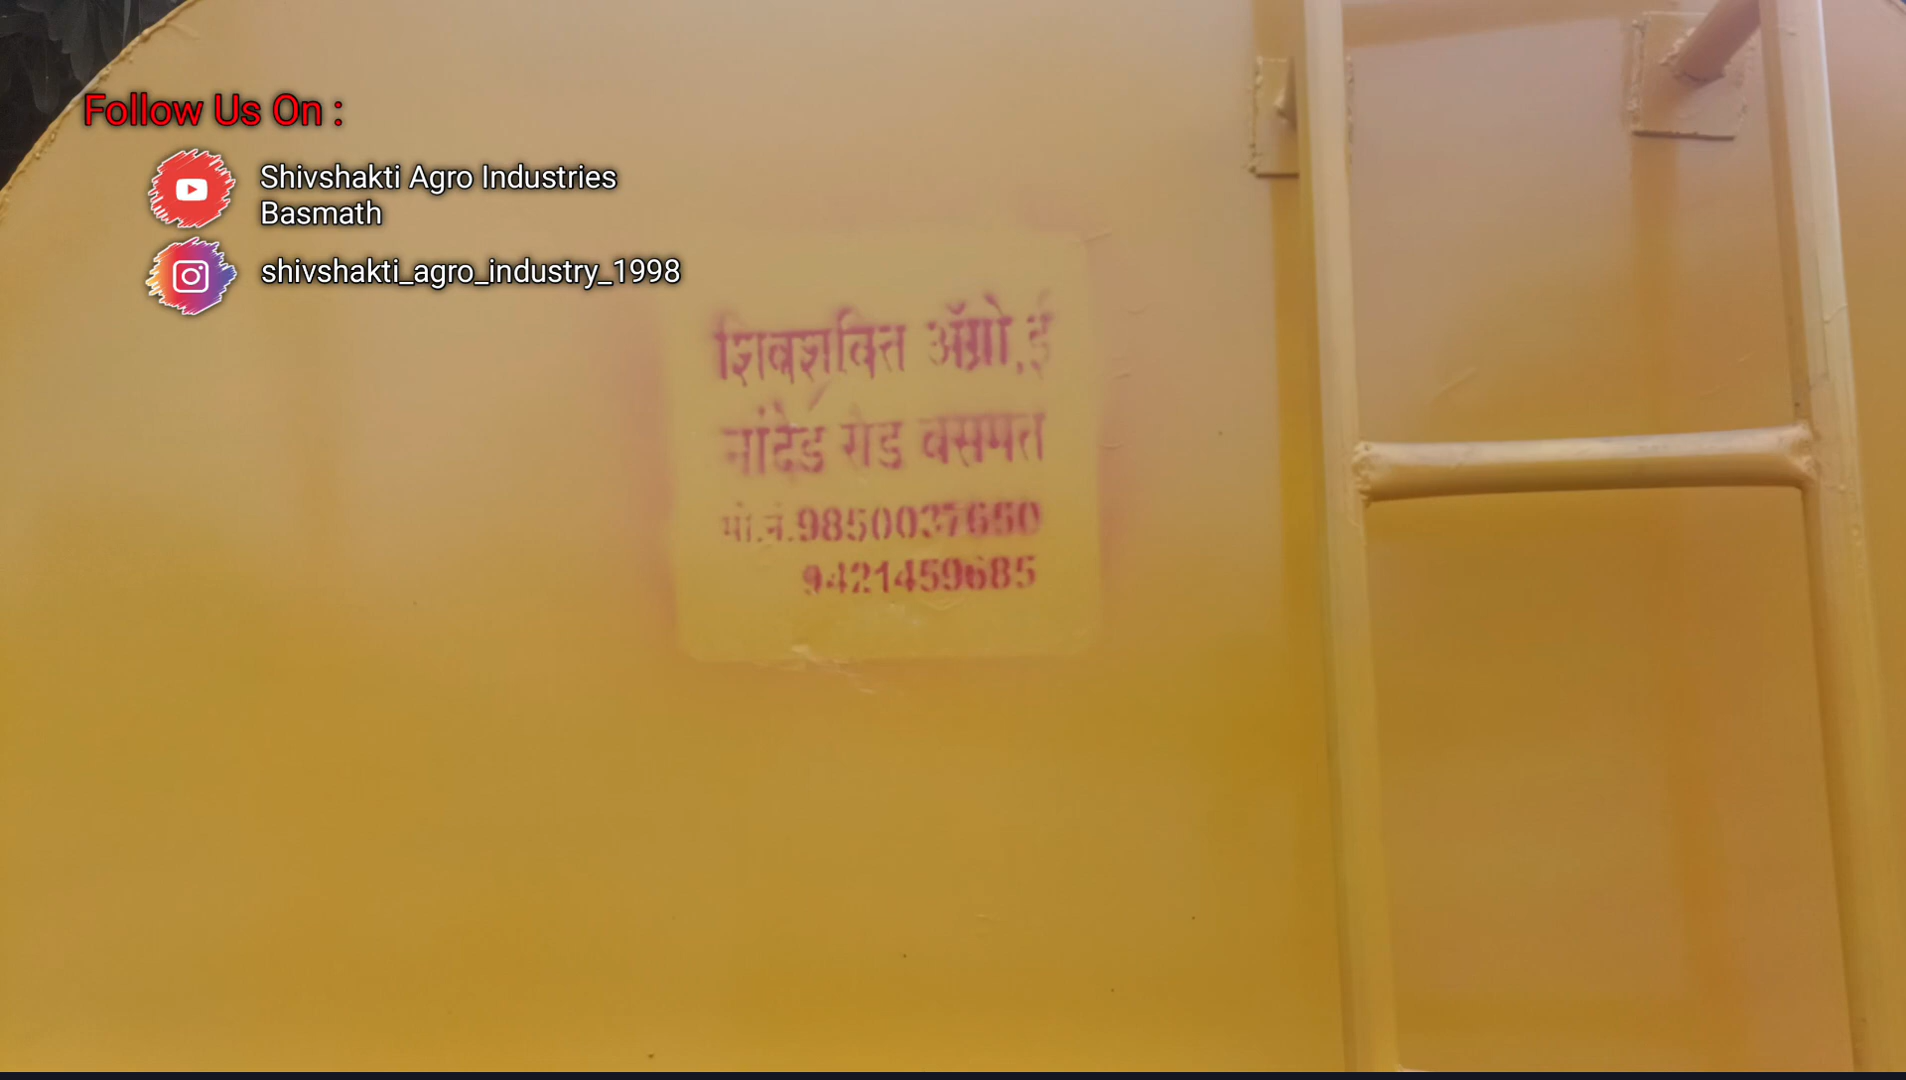 Follow Us On :
Shivshakti Agro Industries
Basmath
shivshakti_agro_industry_1998
शिवशक्ति ॲग्रो.ई
नांदेड रोड वसमत
मो.नं.9850037650
9421459685